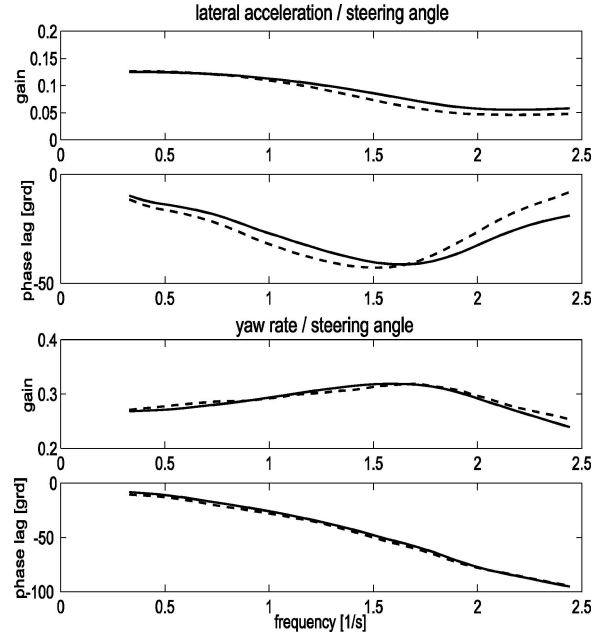 lateral acceleration / steering angle
gain
0.2
0.15
0.1
0.05
0
0 0.5 1 1.5 2 2.5
phase lag [grd]
0
-50
0 0.5 1 1.5 2 2.5
yaw rate / steering angle
gain
0.4
0.3
0.2
0 0.5 1 1.5 2 2.5
phase lag [grd]
0
-50
-100
0 0.5 1 1.5 2 2.5
frequency [1/s]